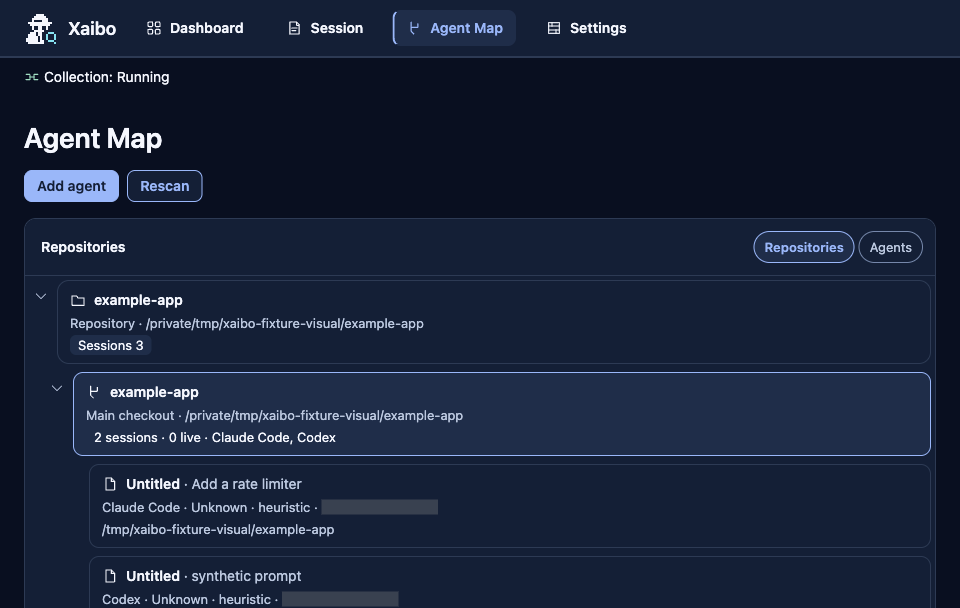 Xaibo
Dashboard
Session
Agent Map
Settings
Collection: Running
Agent Map
Add agent
Rescan
Repositories
Repositories
Agents
example-app
Repository · /private/tmp/xaibo-fixture-visual/example-app
Sessions 3
example-app
Main checkout · /private/tmp/xaibo-fixture-visual/example-app
2 sessions · 0 live · Claude Code, Codex
Untitled · Add a rate limiter
Claude Code · Unknown · heuristic ·
/tmp/xaibo-fixture-visual/example-app
Untitled · synthetic prompt
Codex · Unknown · heuristic ·